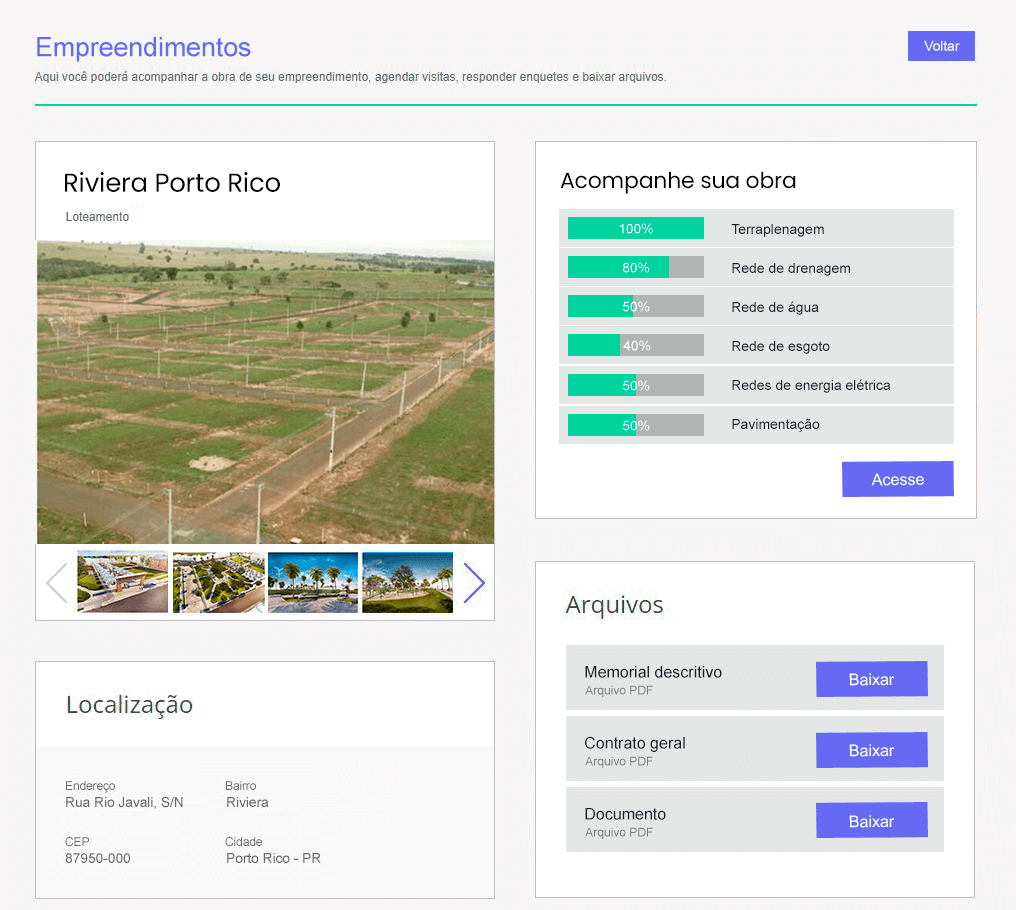 Empreendimentos
Voltar
Aqui você poderá acompanhar a obra de seu empreendimento, agendar visitas, responder enquetes e baixar arquivos.
Riviera Porto Rico
Loteamento
Acompanhe sua obra
100% Terraplenagem
80% Rede de drenagem
50% Rede de água
40% Rede de esgoto
50% Redes de energia elétrica
50% Pavimentação
Acesse
Localização
Endereço Bairro
Rua Rio Javali, S/N Riviera
CEP Cidade
87950-000 Porto Rico - PR
Arquivos
Memorial descritivo
Arquivo PDF
Baixar
Contrato geral
Arquivo PDF
Baixar
Documento
Arquivo PDF
Baixar